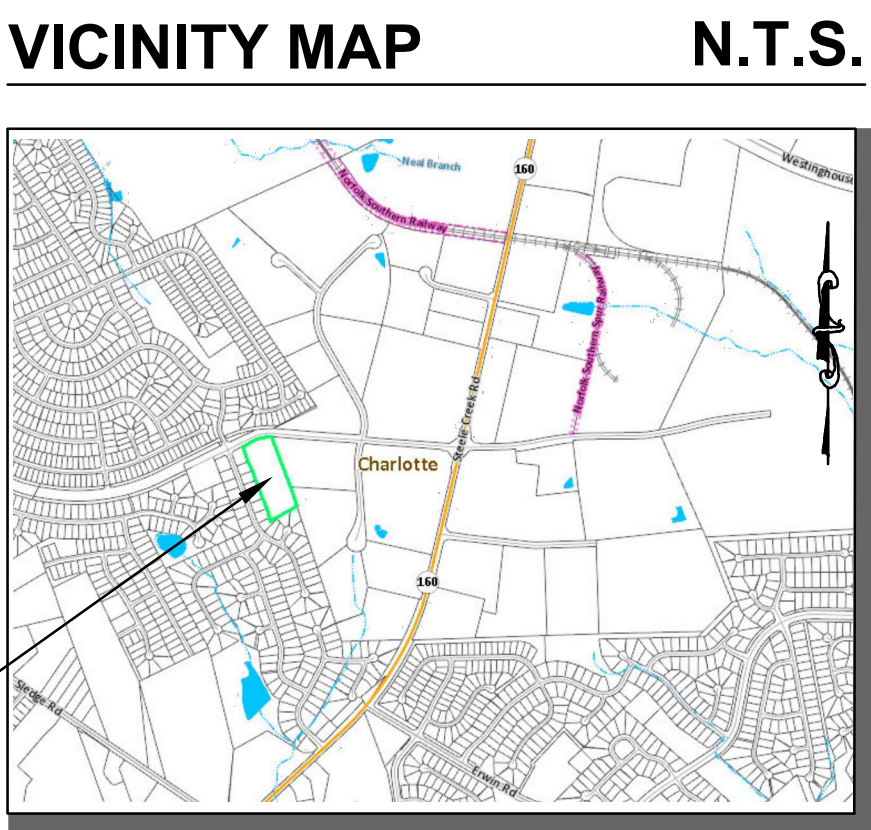 VICINITY MAP N.T.S.
Neal Branch
160
Westinghouse
Norfolk Southern Railway
Norfolk Southern Spur Railway
Steele Creek Rd
Charlotte
160
Sledge Rd
Erwin Rd